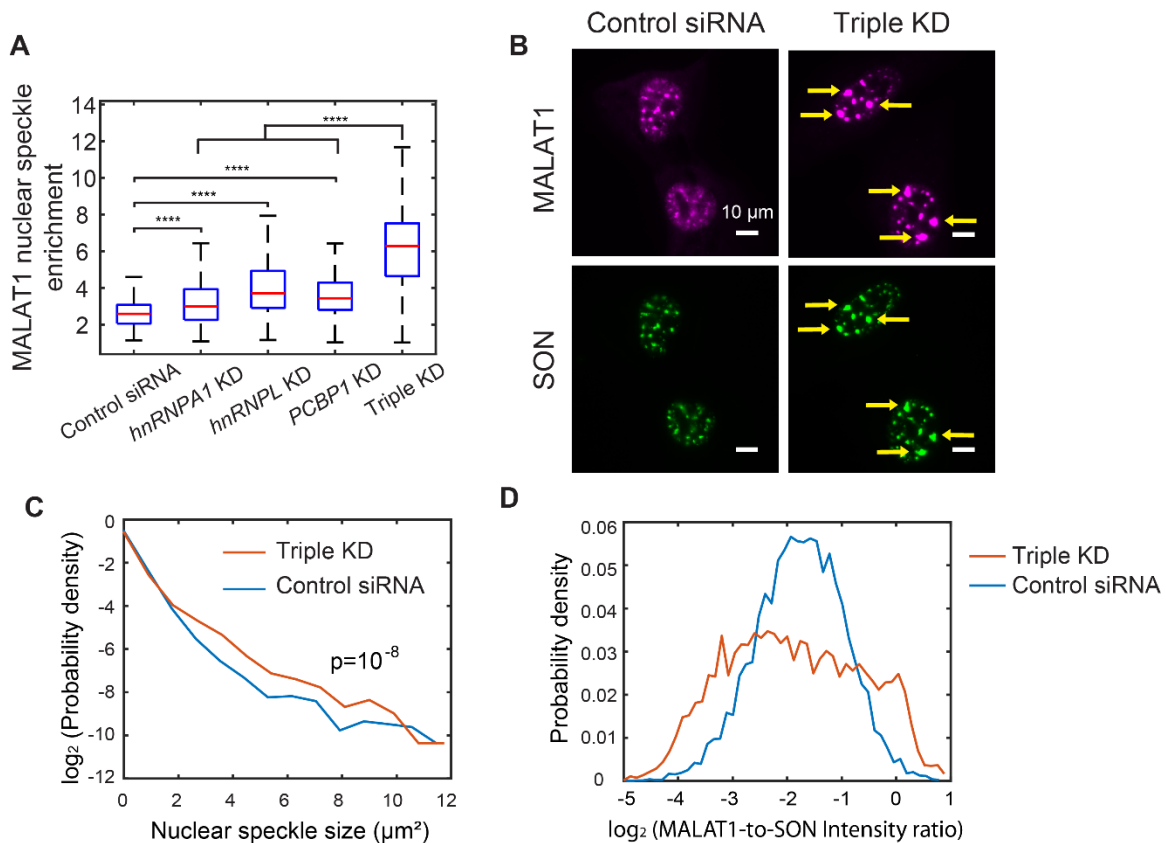 A
MALAT1 nuclear speckle
enrichment
14
12
10
8
6
4
2
****
****
****
****
Control siRNA
hnRNPA1 KD
hnRNPL KD
PCBP1 KD
Triple KD
B
Control siRNA
Triple KD
MALAT1
10 µm
SON
C
log₂ (Probability density)
0
-2
-4
-6
-8
-10
-12
Triple KD
Control siRNA
p=10⁻⁸
0
2
4
6
8
10
12
Nuclear speckle size (µm²)
D
Probability density
0.06
0.05
0.04
0.03
0.02
0.01
0
-5
-4
-3
-2
-1
0
1
log₂ (MALAT1-to-SON Intensity ratio)
Triple KD
Control siRNA